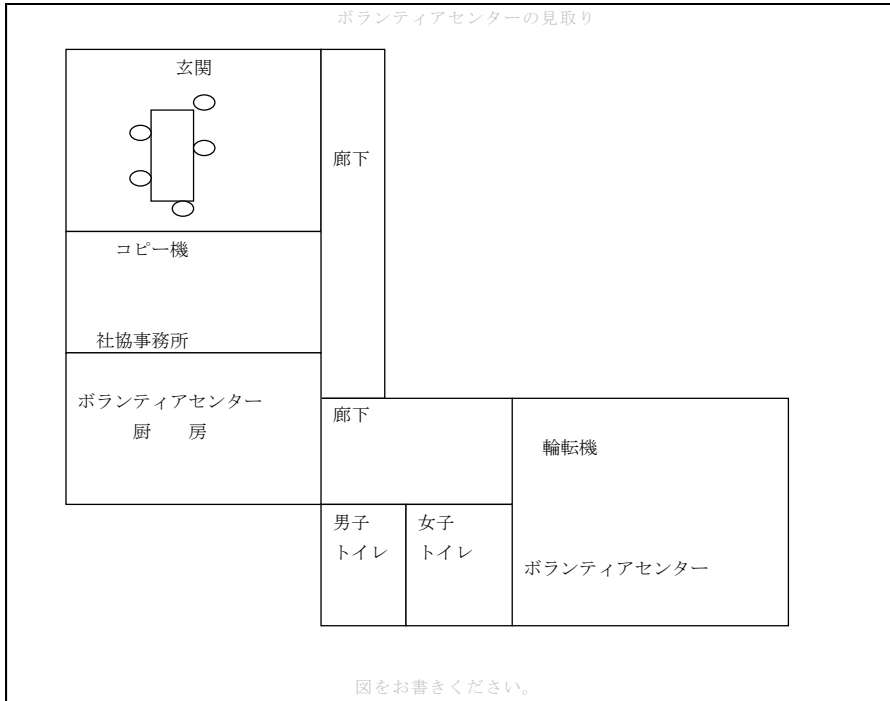 ボランティアセンターの見取り
玄関
廊下
コピー機
社協事務所
ボランティアセンター
厨　房
廊下
輪転機
男子
トイレ
女子
トイレ
ボランティアセンター
図をお書きください。